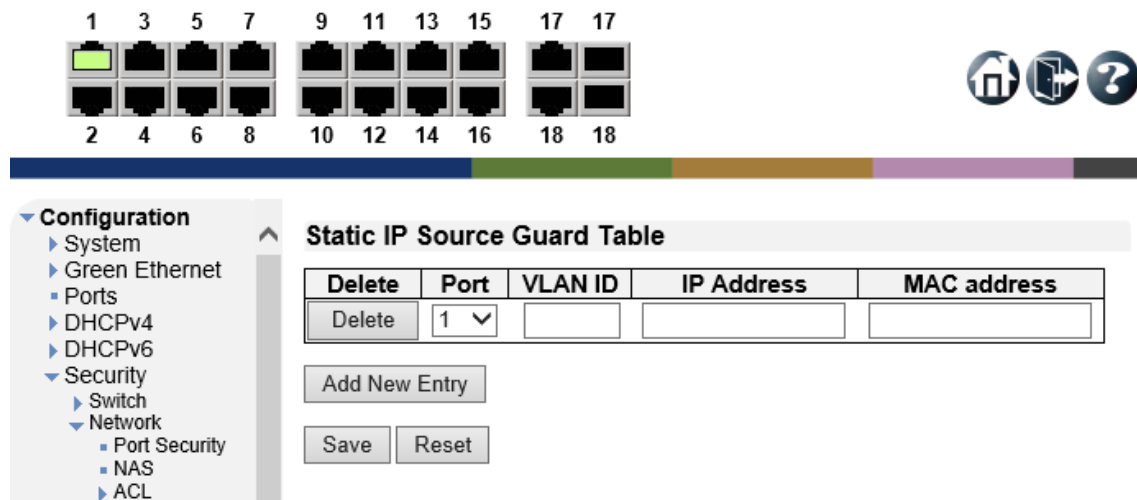 1 3 5 7 9 11 13 15 17 17
2 4 6 8 10 12 14 16 18 18
?
Configuration
System
Green Ethernet
Ports
DHCPv4
DHCPv6
Security
Switch
Network
Port Security
NAS
ACL
Static IP Source Guard Table
Delete Port VLAN ID IP Address MAC address
Delete 1
Add New Entry
Save Reset